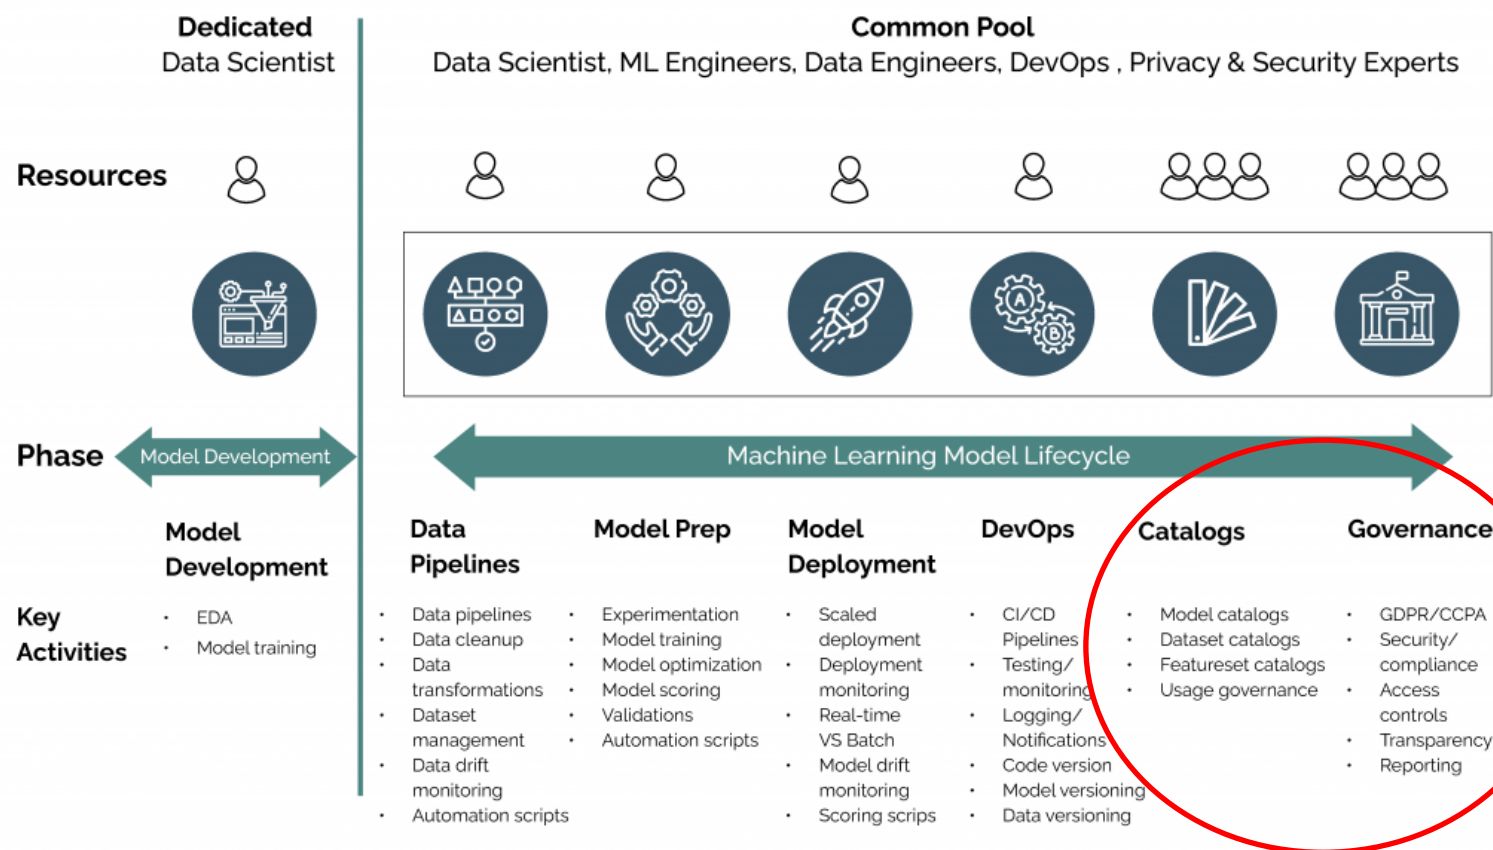 Dedicated
Data Scientist
Common Pool
Data Scientist, ML Engineers, Data Engineers, DevOps , Privacy & Security Experts
Resources
A
B
Phase
Model Development
Machine Learning Model Lifecycle
Key
Activities
Model
Development
• EDA
• Model training
Data
Pipelines
• Data pipelines
• Data cleanup
• Data
transformations
• Dataset
management
• Data drift
monitoring
• Automation scripts
Model Prep
• Experimentation
• Model training
• Model optimization
• Model scoring
• Validations
• Automation scripts
Model
Deployment
• Scaled
deployment
• Deployment
monitoring
• Real-time
VS Batch
• Model drift
monitoring
• Scoring scrips
DevOps
• CI/CD
Pipelines
• Testing/
monitoring
• Logging/
Notifications
• Code version
• Model versioning
• Data versioning
Catalogs
• Model catalogs
• Dataset catalogs
• Featureset catalogs
• Usage governance
Governance
• GDPR/CCPA
• Security/
compliance
• Access
controls
• Transparency
• Reporting